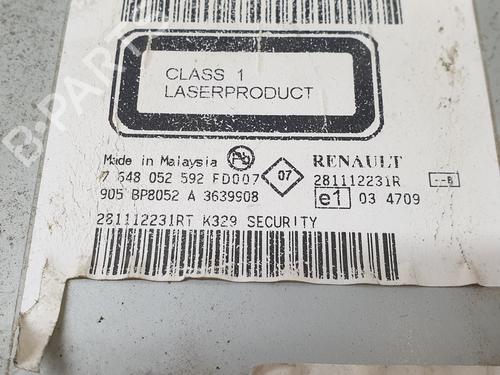 CLASS 1
LASERPRODUCT
Made in Malaysia Pb RENAULT
7 648 052 592 FD007 07 281112231R --B
905 BP8052 A 3639908 e1 03 4709
281112231RT K329 SECURITY
B-PARTS